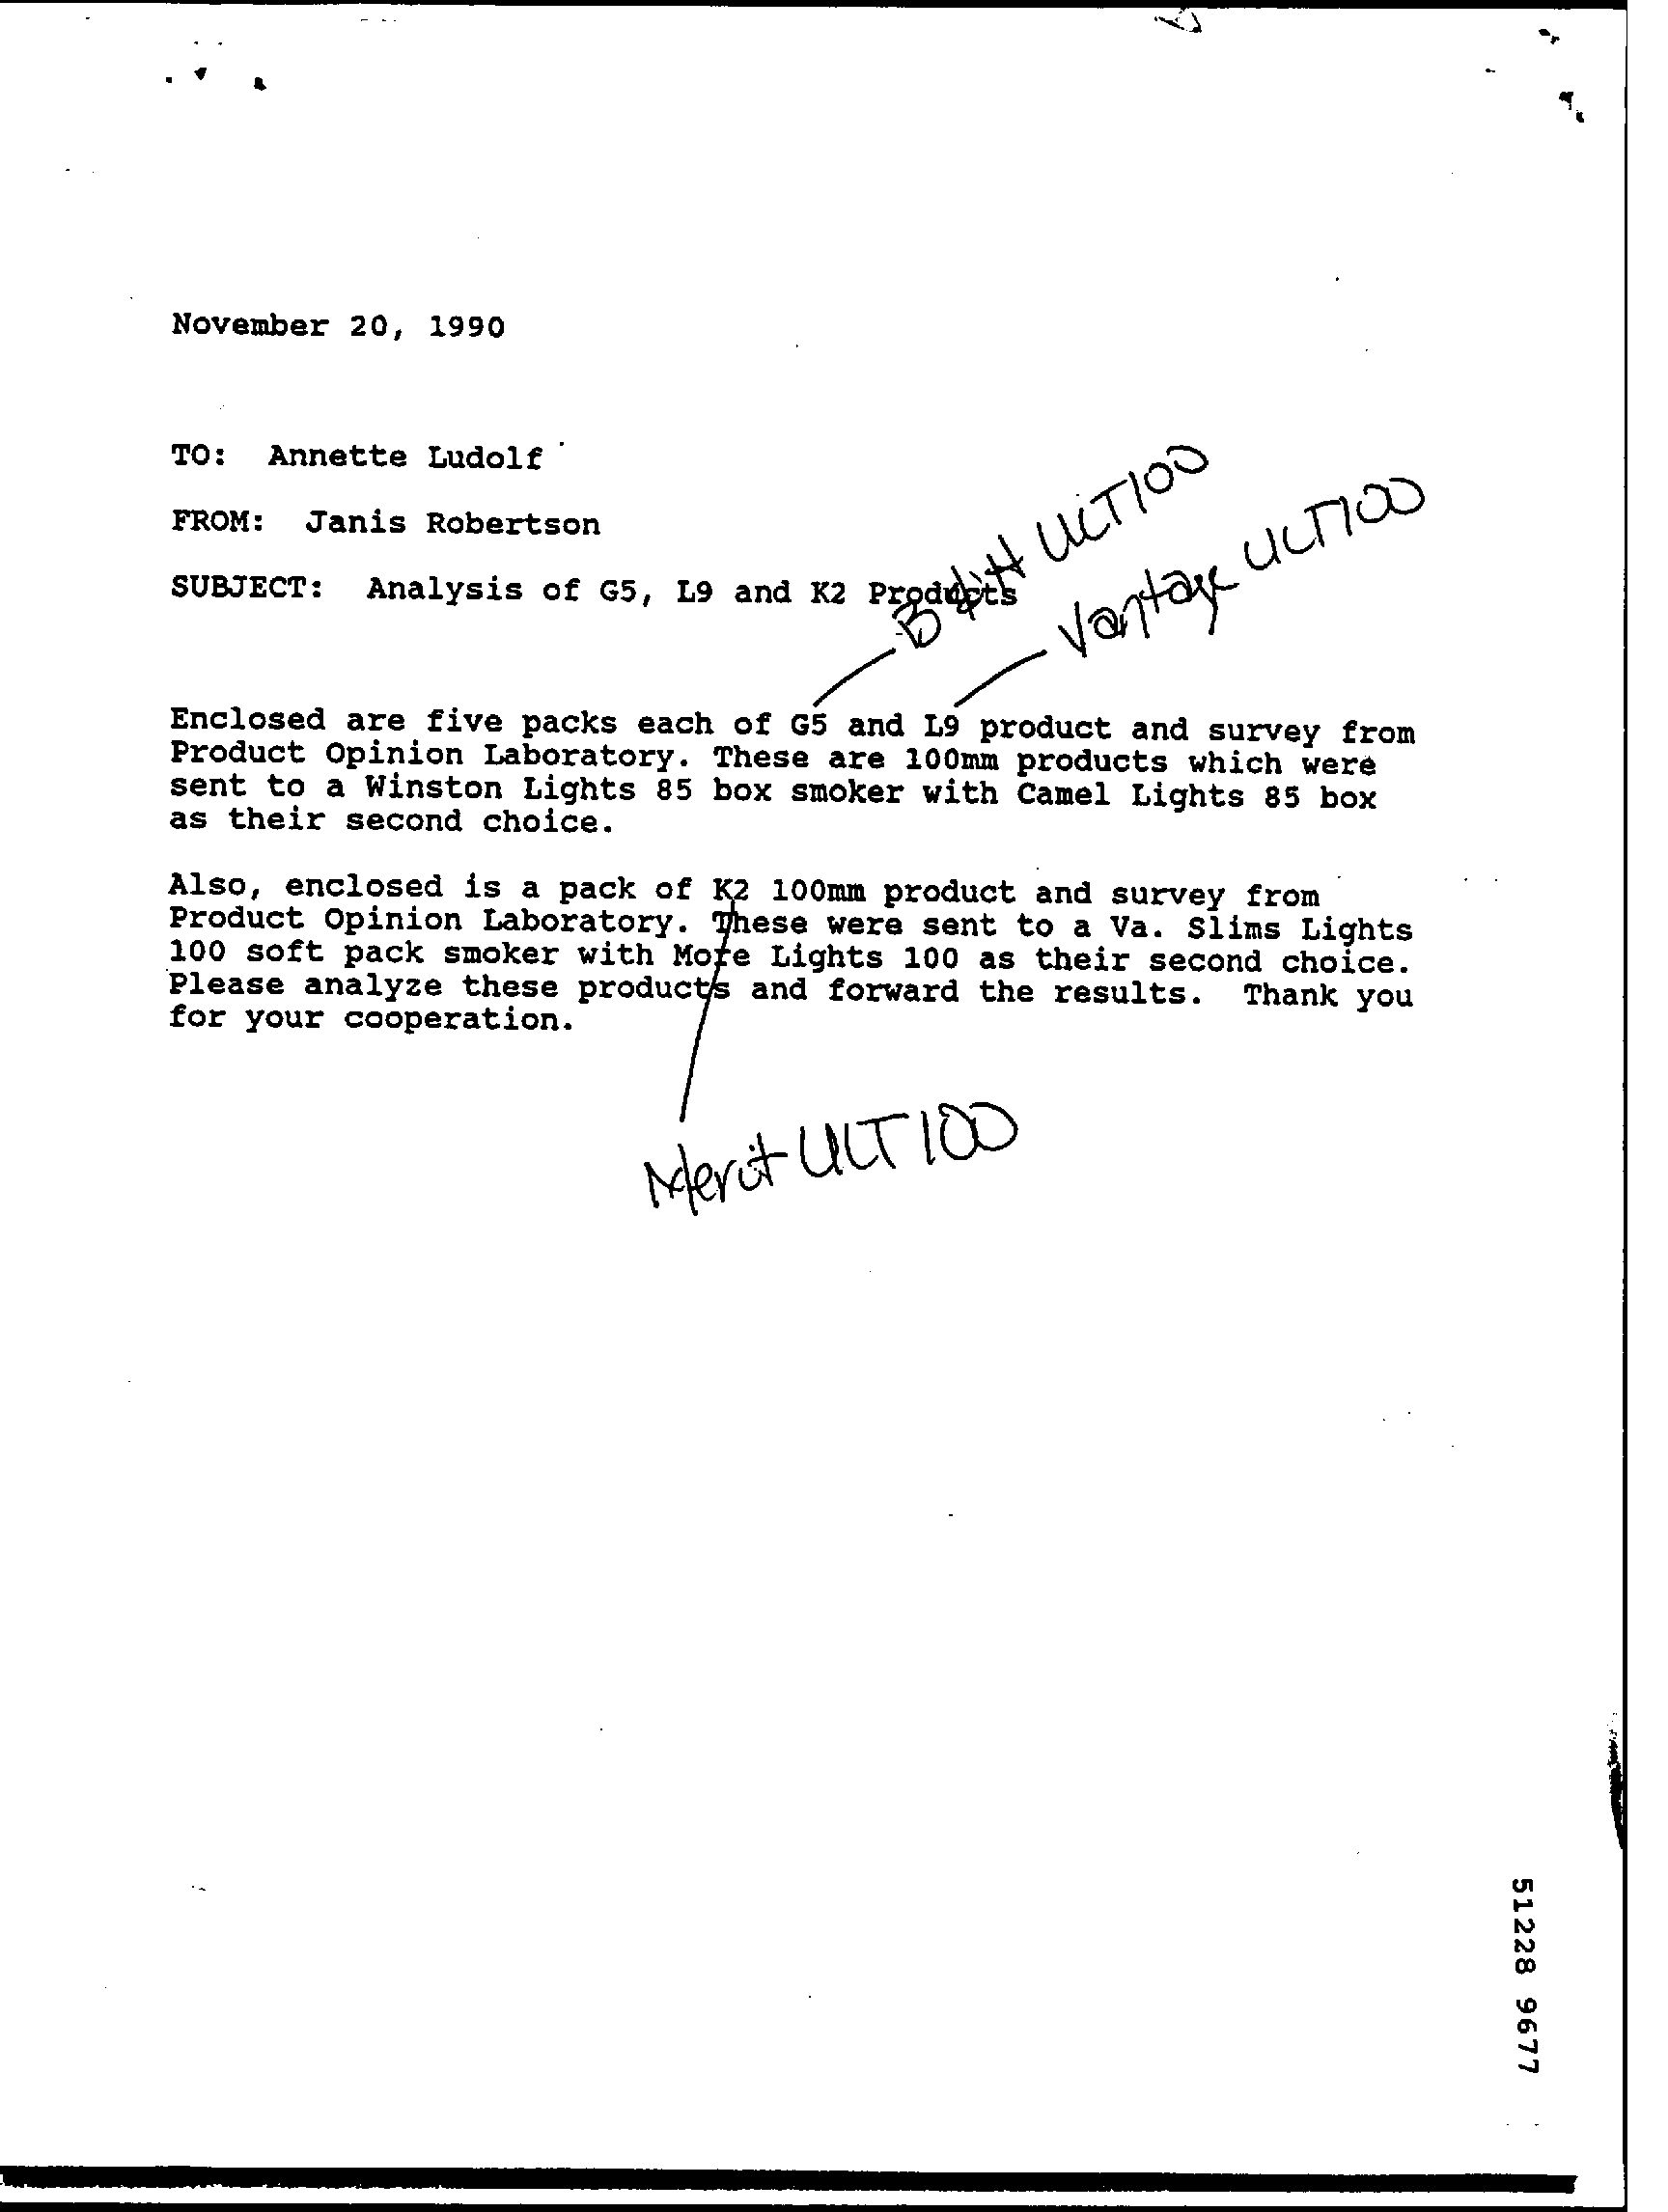 November 20, 1990
TO: Annette Ludolf
FROM: Janis Robertson
SUBJECT: Analysis of G5, L9 and K2 Products
B&H ULT100
Vantage ULT100
Enclosed are five packs each of G5 and L9 product and survey from
Product Opinion Laboratory. These are 100mm products which were
sent to a Winston Lights 85 box smoker with Camel Lights 85 box
as their second choice.
Also, enclosed is a pack of K2 100mm product and survey from
Product Opinion Laboratory. These were sent to a Va. Slims Lights
100 soft pack smoker with More Lights 100 as their second choice.
Please analyze these products and forward the results. Thank you
for your cooperation.
Merit ULT 100
51228 9677